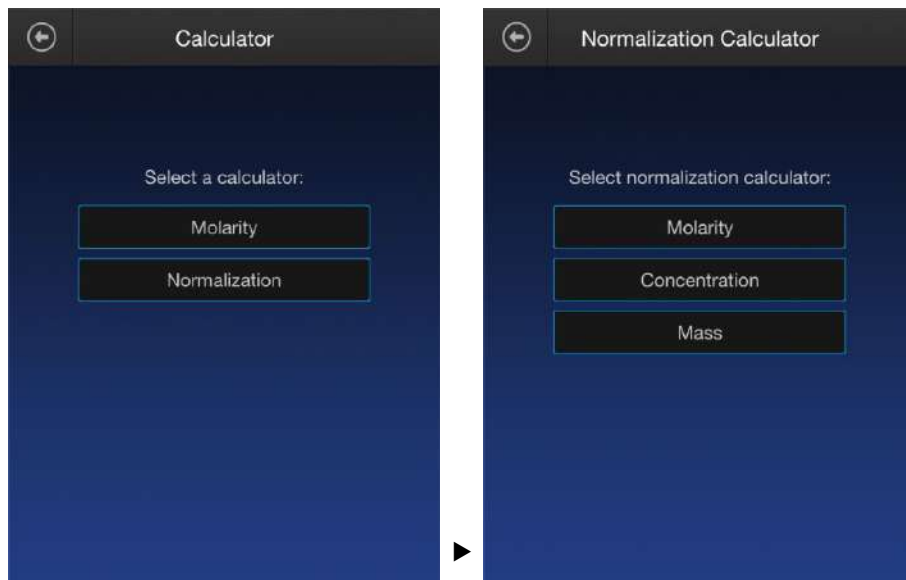 Calculator
Select a calculator:
Molarity
Normalization
Normalization Calculator
Select normalization calculator:
Molarity
Concentration
Mass